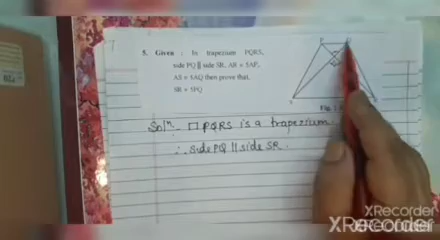 5. Given : In trapezium PQRS,
side PQ || side SR, AR = 5AP,
AS = 5AQ then prove that,
SR = 5PQ
P
Soln. □ PQRS is a trapezium.
∴ side PQ || side SR.
XRecorder
XRecorder